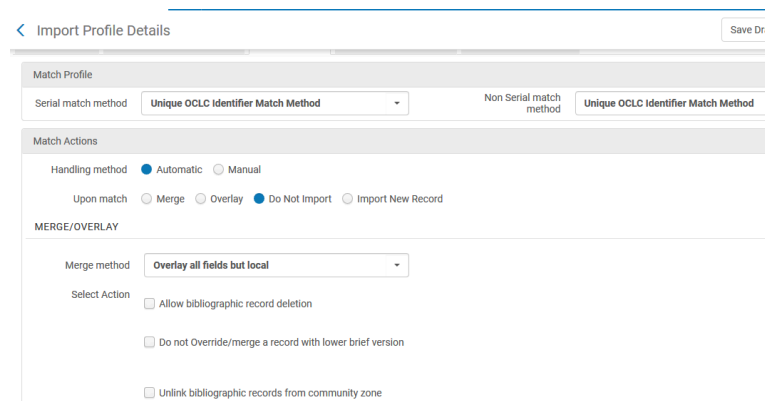 Import Profile Details
Save Dr
Match Profile
Serial match method Unique OCLC Identifier Match Method Non Serial match method Unique OCLC Identifier Match Method
Match Actions
Handling method Automatic Manual
Upon match Merge Overlay Do Not Import Import New Record
MERGE/OVERLAY
Merge method Overlay all fields but local
Select Action
Allow bibliographic record deletion
Do not Override/merge a record with lower brief version
Unlink bibliographic records from community zone